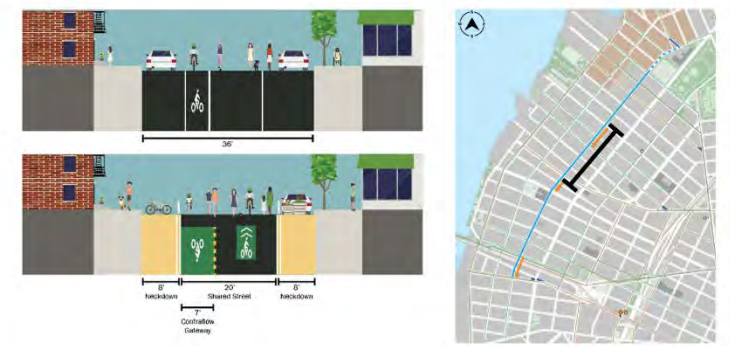 36'
8'
Neckdown
20'
Shared Street
8'
Neckdown
7'
Contraflow
Gateway